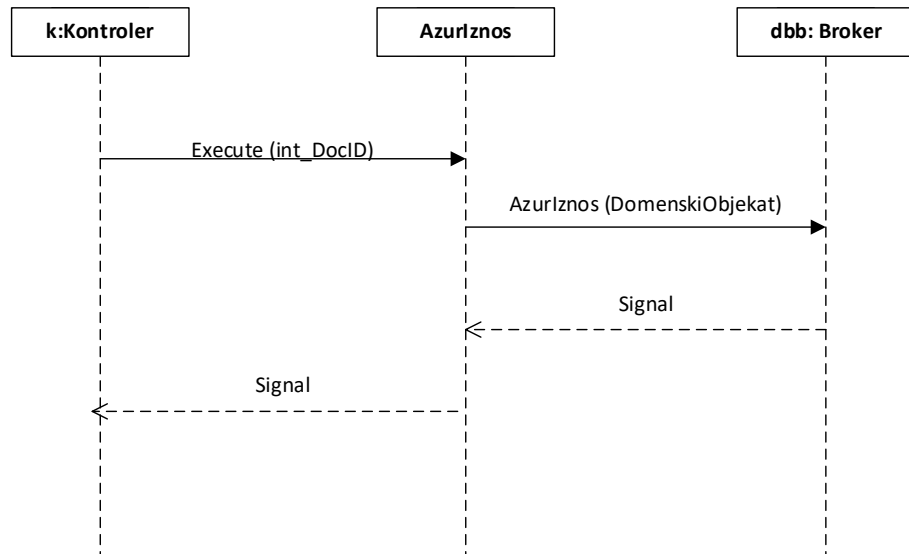 k:Kontroler
AzurIznos
dbb: Broker
Execute (int_DocID)
AzurIznos (DomenskiObjekat)
Signal
Signal